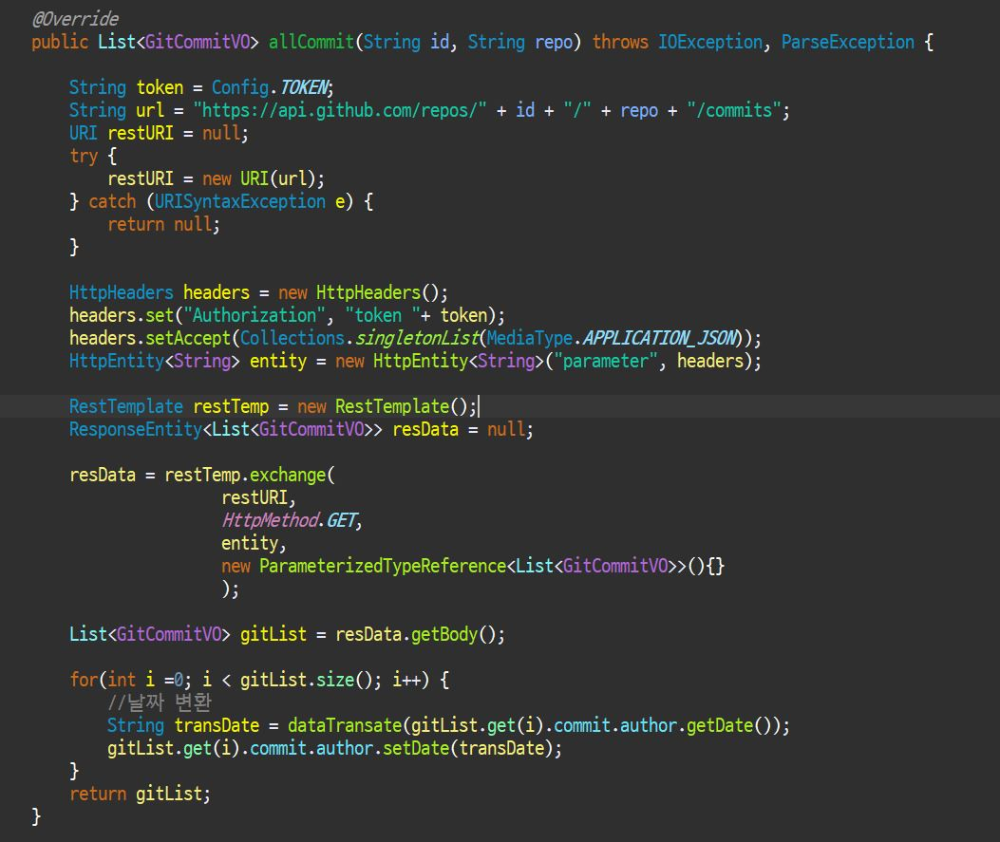 @Override
public List<GitCommitVO> allCommit(String id, String repo) throws IOException, ParseException {
String token = Config.TOKEN;
String url = "https://api.github.com/repos/" + id + "/" + repo + "/commits";
URI restURI = null;
try {
restURI = new URI(url);
} catch (URISyntaxException e) {
return null;
}
HttpHeaders headers = new HttpHeaders();
headers.set("Authorization", "token "+ token);
headers.setAccept(Collections.singletonList(MediaType.APPLICATION_JSON));
HttpEntity<String> entity = new HttpEntity<String>("parameter", headers);
RestTemplate restTemp = new RestTemplate();
ResponseEntity<List<GitCommitVO>> resData = null;
resData = restTemp.exchange(
restURI,
HttpMethod.GET,
entity,
new ParameterizedTypeReference<List<GitCommitVO>>(){}
);
List<GitCommitVO> gitList = resData.getBody();
for(int i =0; i < gitList.size(); i++) {
//날짜 변환
String transDate = dataTransate(gitList.get(i).commit.author.getDate());
gitList.get(i).commit.author.setDate(transDate);
}
return gitList;
}